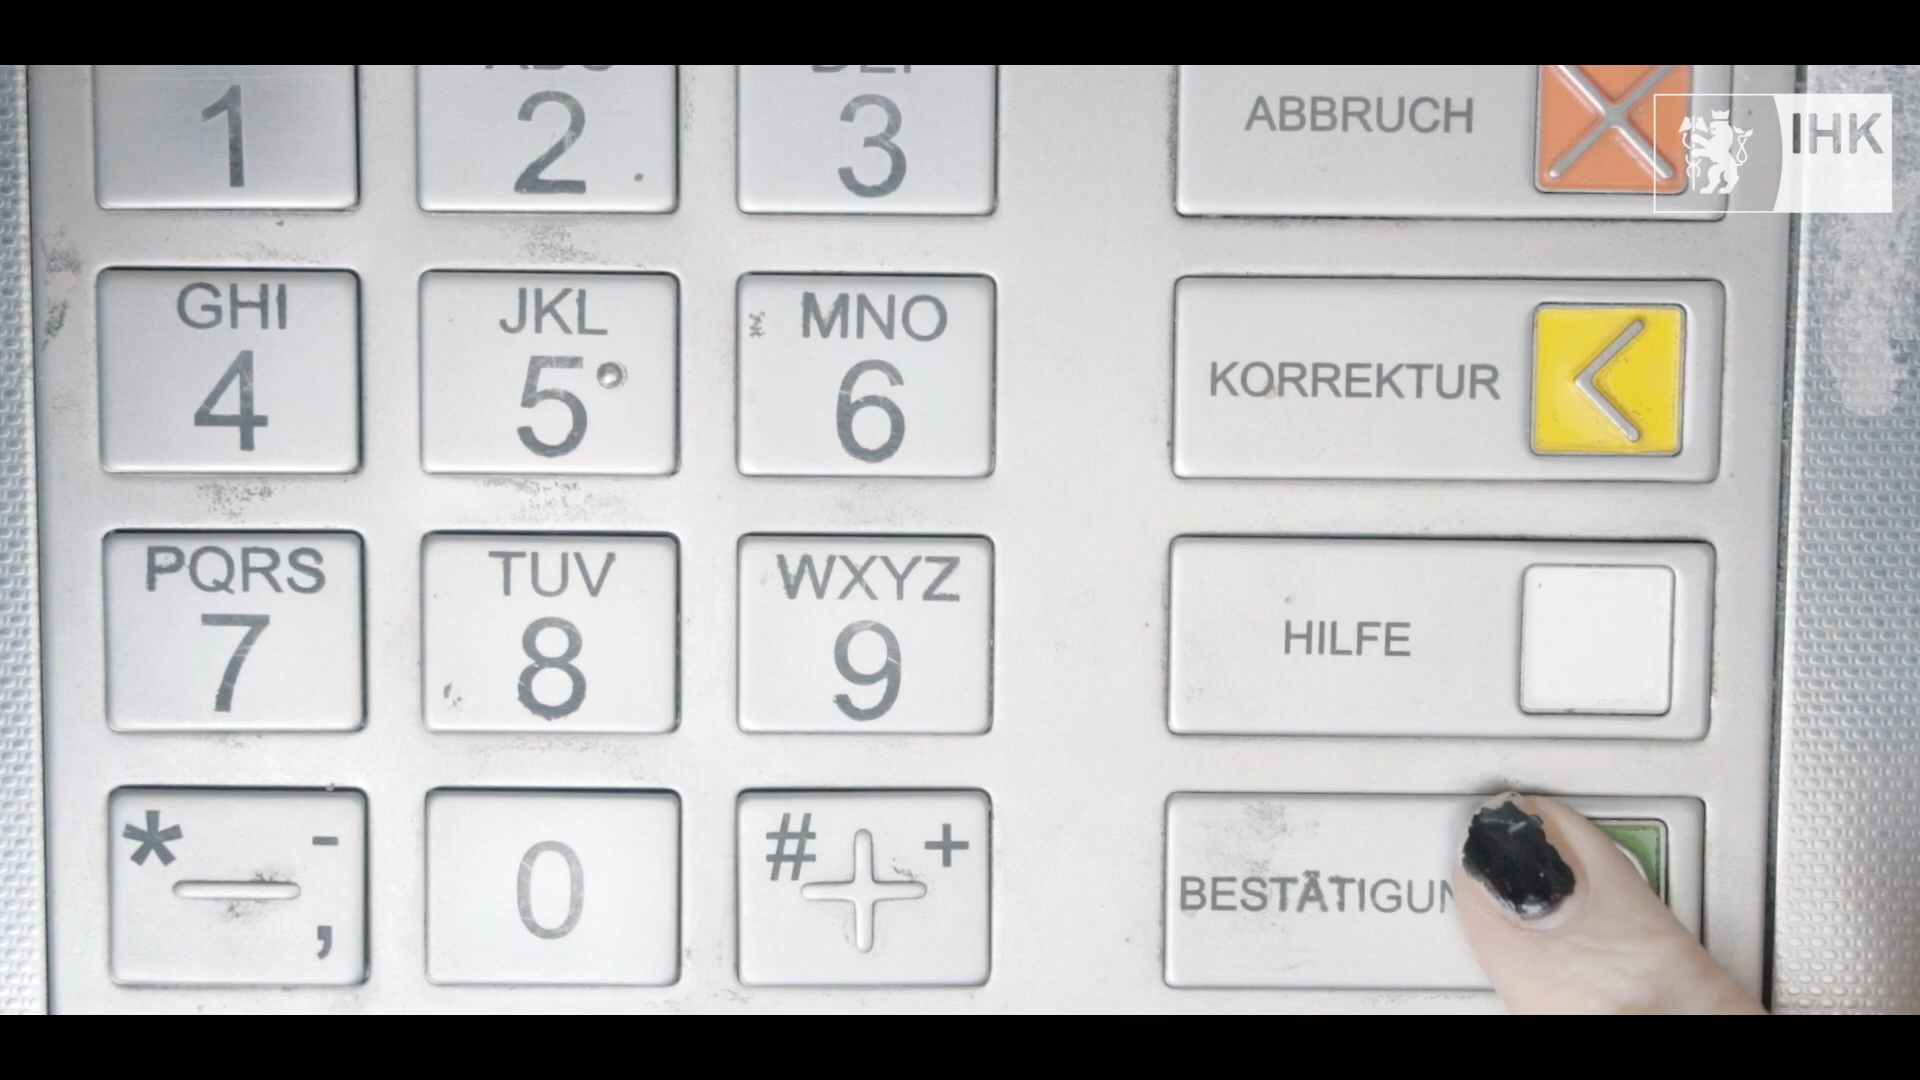 1
2
3
ABBRUCH
IHK
GHI
4
JKL
5
MNO
6
KORREKTUR
PQRS
7
TUV
8
WXYZ
9
HILFE
* -
,
0
# +
BESTÄTIGUN